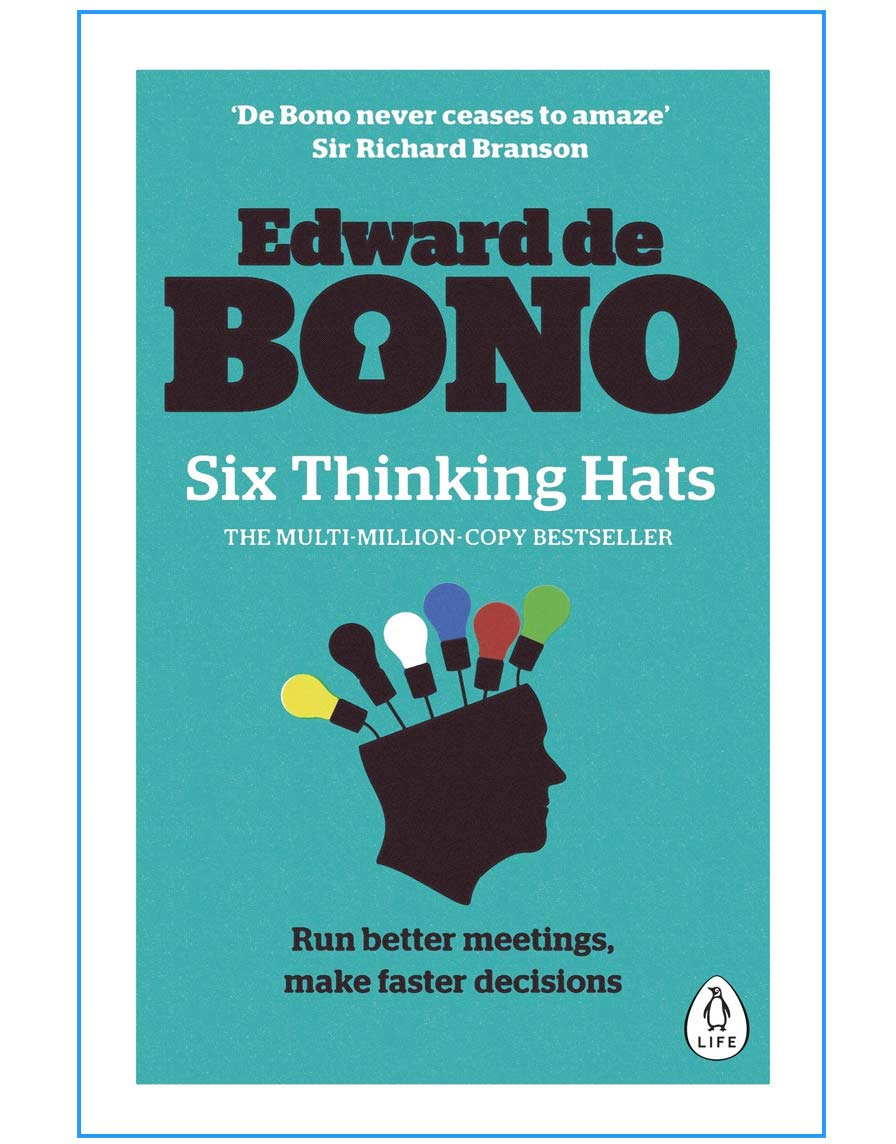 ‘De Bono never ceases to amaze’
Sir Richard Branson
Edward de
BONO
Six Thinking Hats
THE MULTI-MILLION-COPY BESTSELLER
Run better meetings,
make faster decisions
LIFE